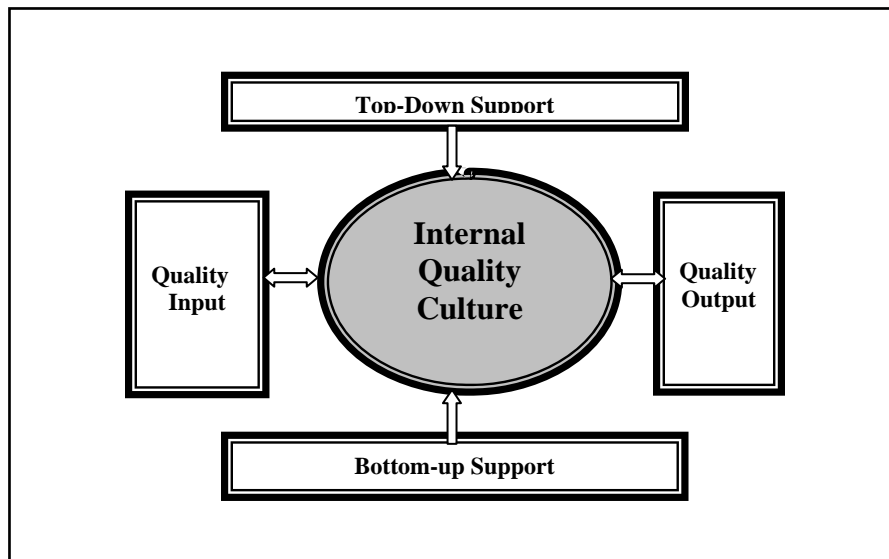 Top-Down Support
Internal
Quality
Culture
Quality
Input
Quality
Output
Bottom-up Support